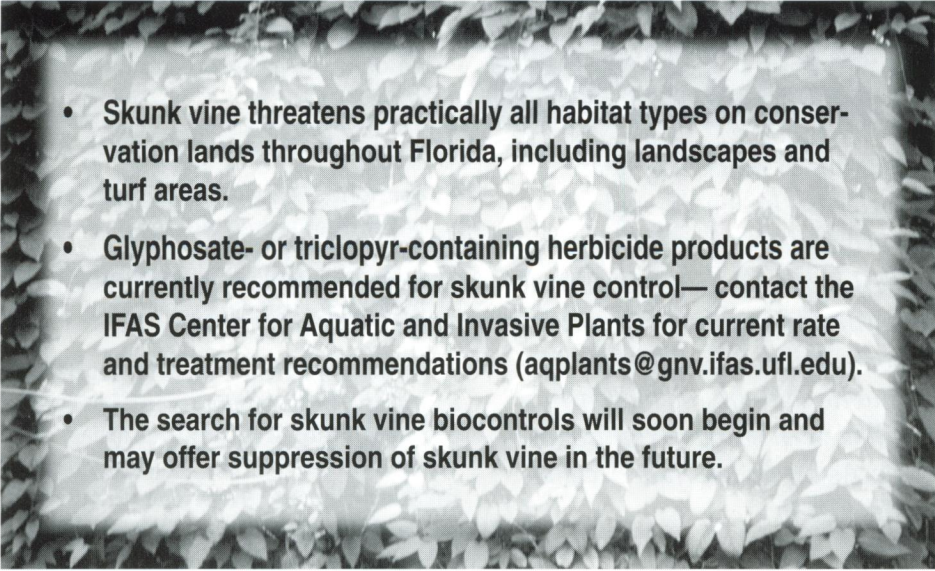 • Skunk vine threatens practically all habitat types on conser-
vation lands throughout Florida, including landscapes and
turf areas.
• Glyphosate- or triclopyr-containing herbicide products are
currently recommended for skunk vine control— contact the
IFAS Center for Aquatic and Invasive Plants for current rate
and treatment recommendations (aqplants@gnv.ifas.ufl.edu).
• The search for skunk vine biocontrols will soon begin and
may offer suppression of skunk vine in the future.